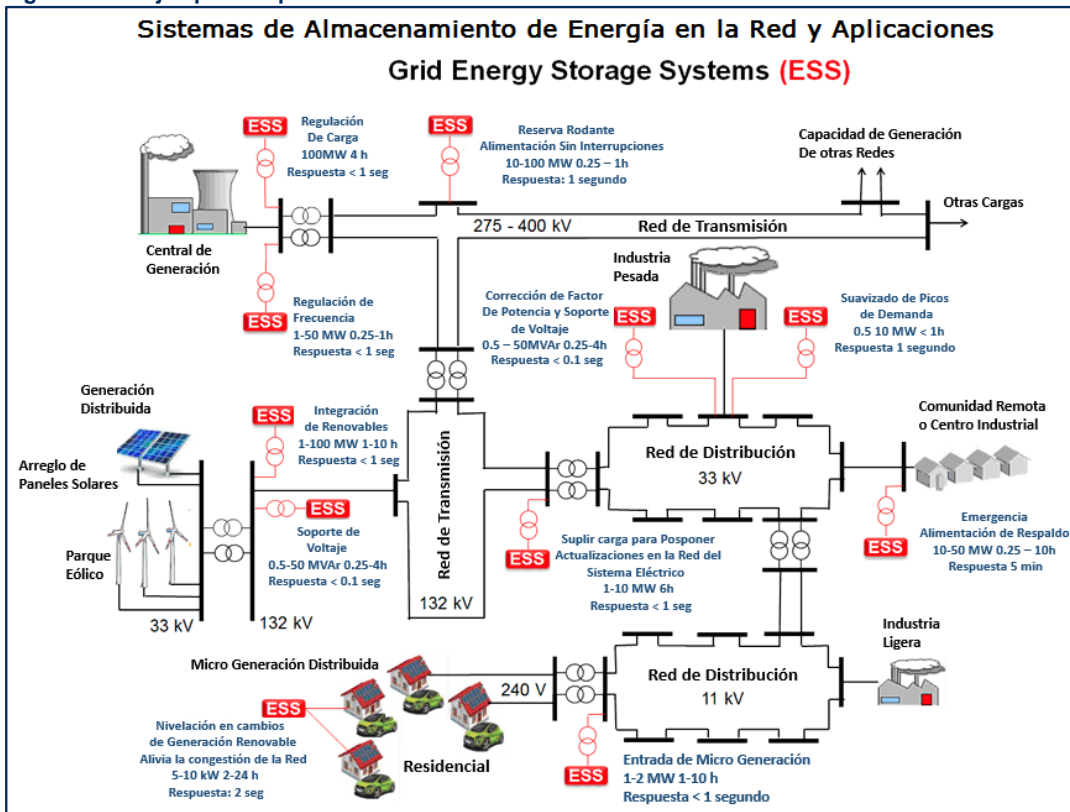 Sistemas de Almacenamiento de Energía en la Red y Aplicaciones
Grid Energy Storage Systems (ESS)
ESS
Regulación
De Carga
100MW 4 h
Respuesta < 1 seg
ESS
Reserva Rodante
Alimentación Sin Interrupciones
10-100 MW 0.25 – 1h
Respuesta: 1 segundo
Capacidad de Generación
De otras Redes
Otras Cargas
275 - 400 kV
Red de Transmisión
Central de
Generación
Industria
Pesada
Regulación de
Frecuencia
1-50 MW 0.25-1h
Respuesta < 1 seg
ESS
Corrección de Factor
De Potencia y Soporte
de Voltaje
0.5 – 50MVAr 0.25-4h
Respuesta < 0.1 seg
ESS
ESS
Suavizado de Picos
de Demanda
0.5 10 MW < 1h
Respuesta 1 segundo
Generación
Distribuida
Arreglo de
Paneles Solares
Parque
Eólico
33 kV
132 kV
ESS
Integración
de Renovables
1-100 MW 1-10 h
Respuesta < 1 seg
ESS
Soporte de
Voltaje
0.5-50 MVAr 0.25-4h
Respuesta < 0.1 seg
Red de Transmisión
132 kV
Red de Distribución
33 kV
Comunidad Remota
o Centro Industrial
ESS
Suplir carga para Posponer
Actualizaciones en la Red del
Sistema Eléctrico
1-10 MW 6h
Respuesta < 1 seg
ESS
Emergencia
Alimentación de Respaldo
10-50 MW 0.25 – 10h
Respuesta 5 min
Industria
Ligera
Micro Generación Distribuida
240 V
Red de Distribución
11 kV
ESS
Nivelación en cambios
de Generación Renovable
Alivia la congestión de la Red
5-10 kW 2-24 h
Respuesta: 2 seg
Residencial
ESS
Entrada de Micro Generación
1-2 MW 1-10 h
Respuesta < 1 segundo